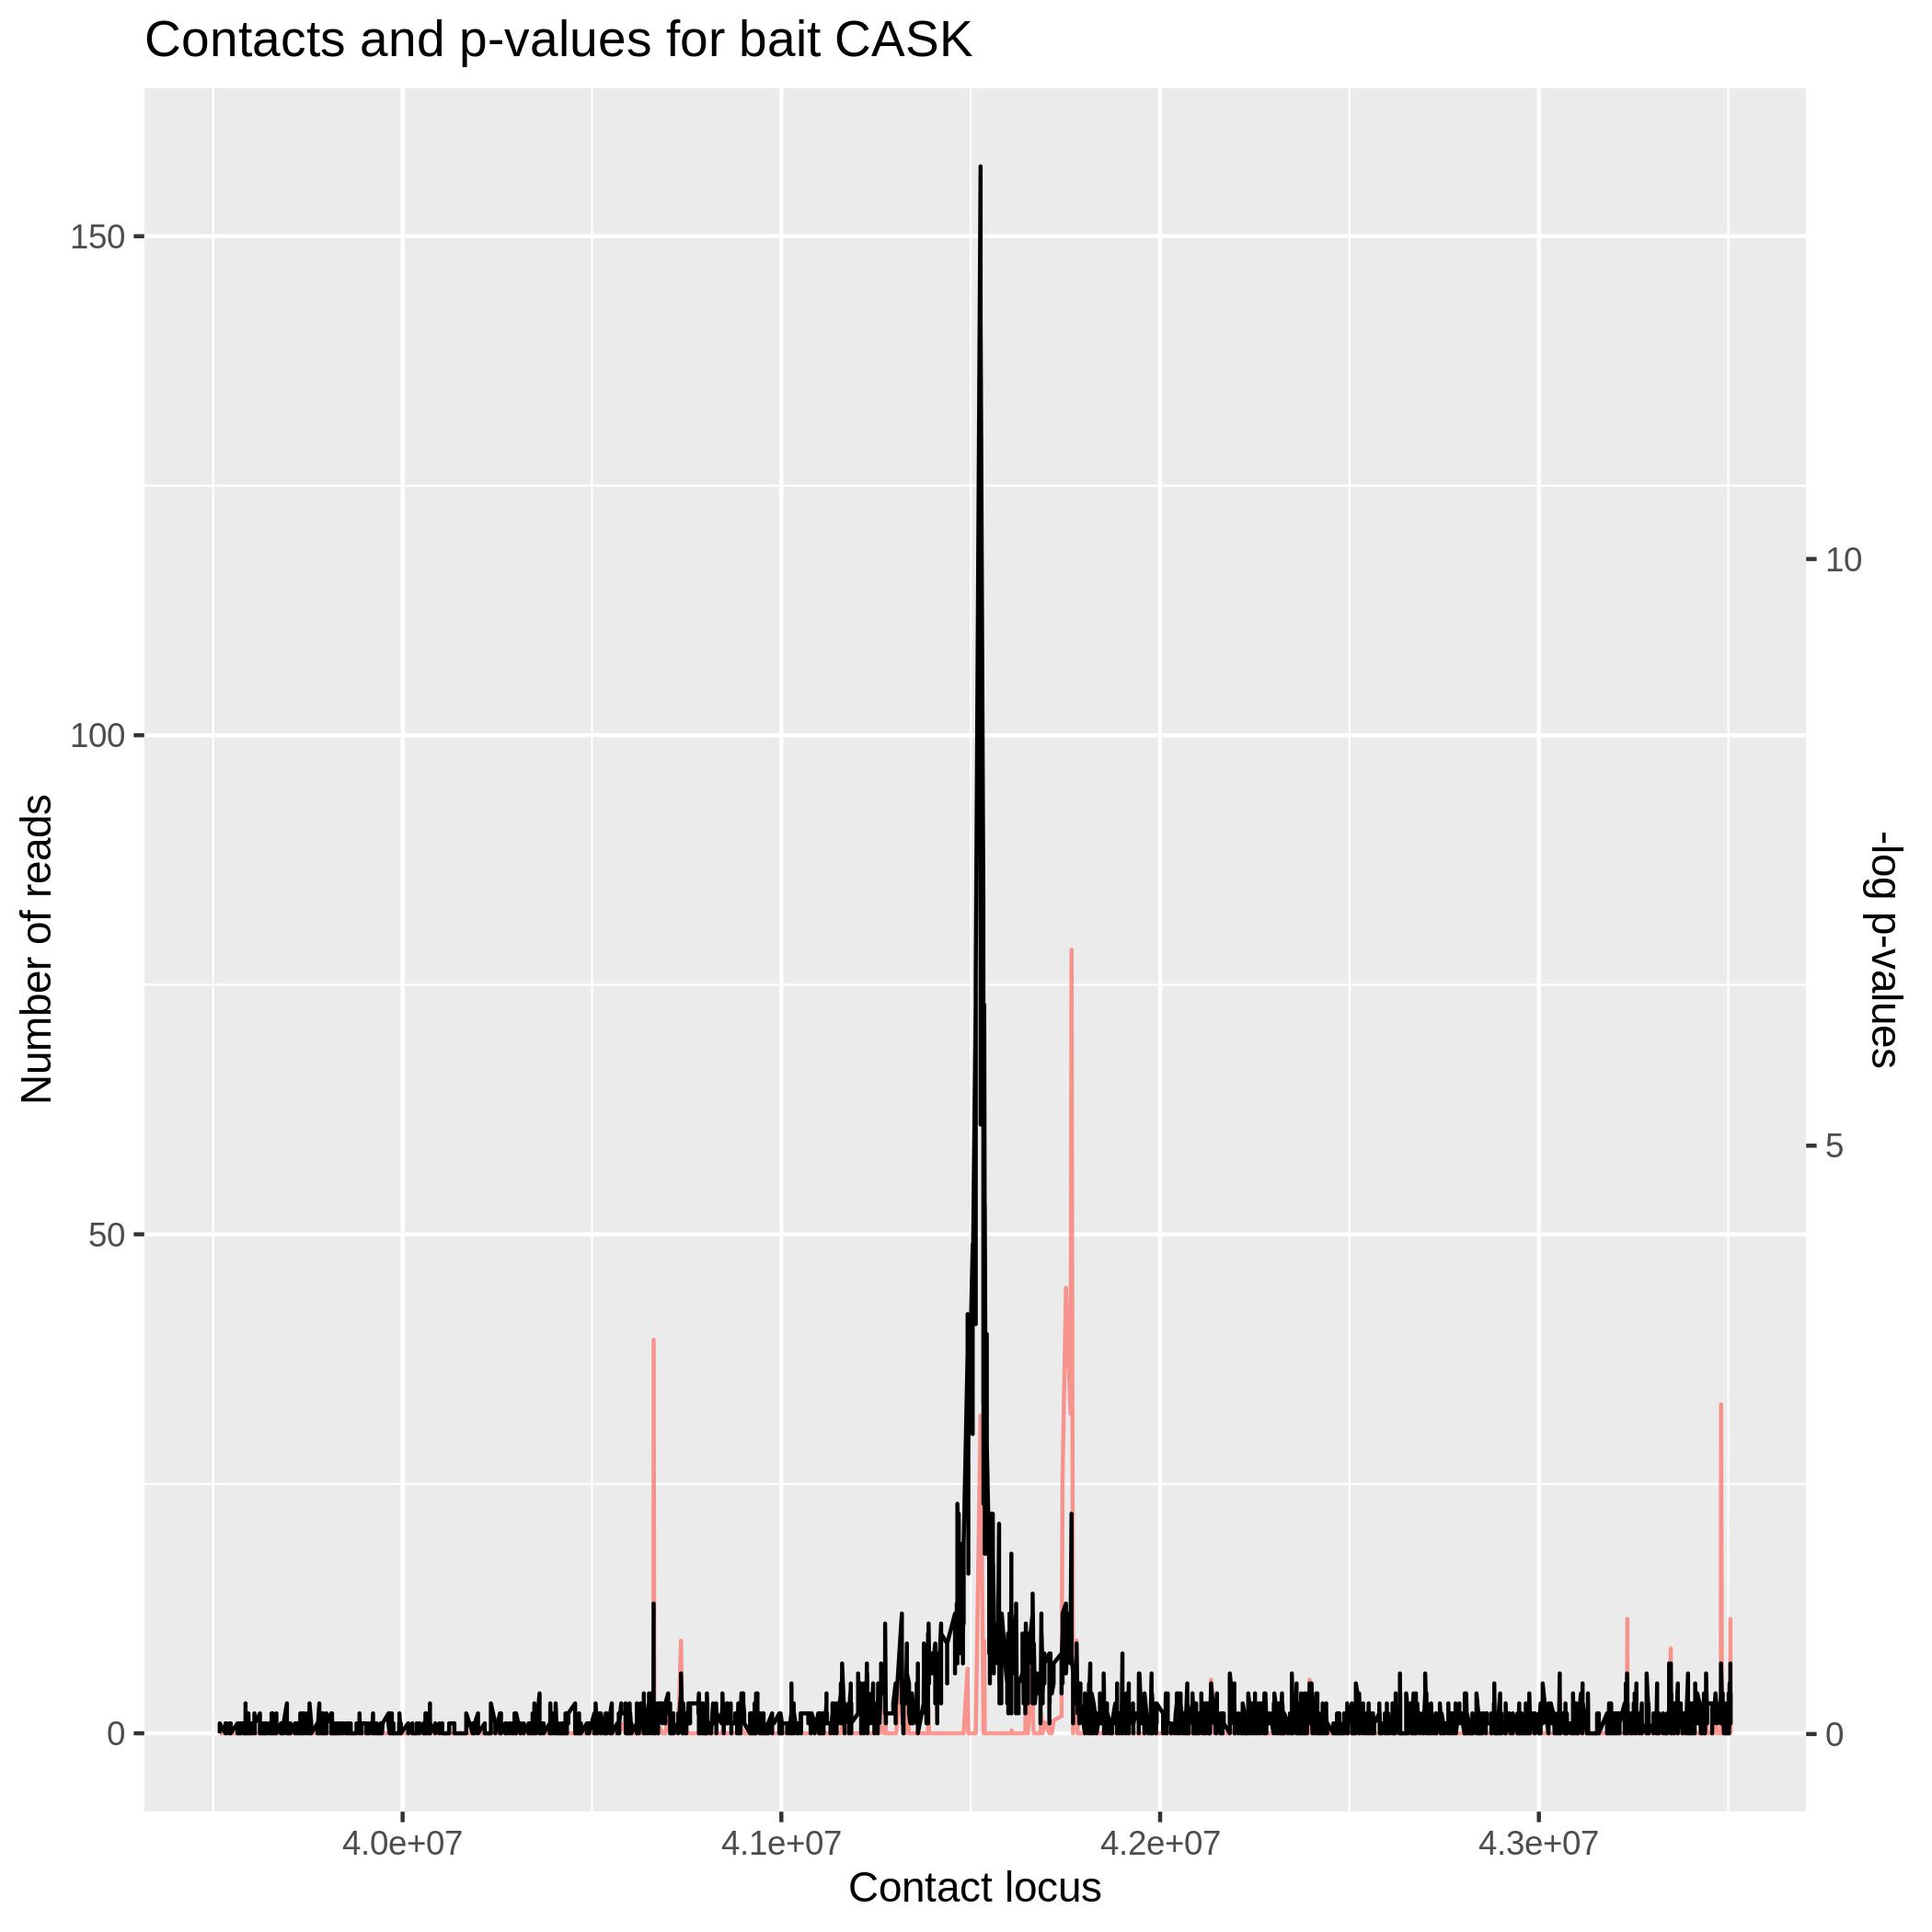 Contacts and p-values for bait CASK
150
100
50
0
Number of reads
10
5
0
-log p-values
4.0e+07
4.1e+07
4.2e+07
4.3e+07
Contact locus